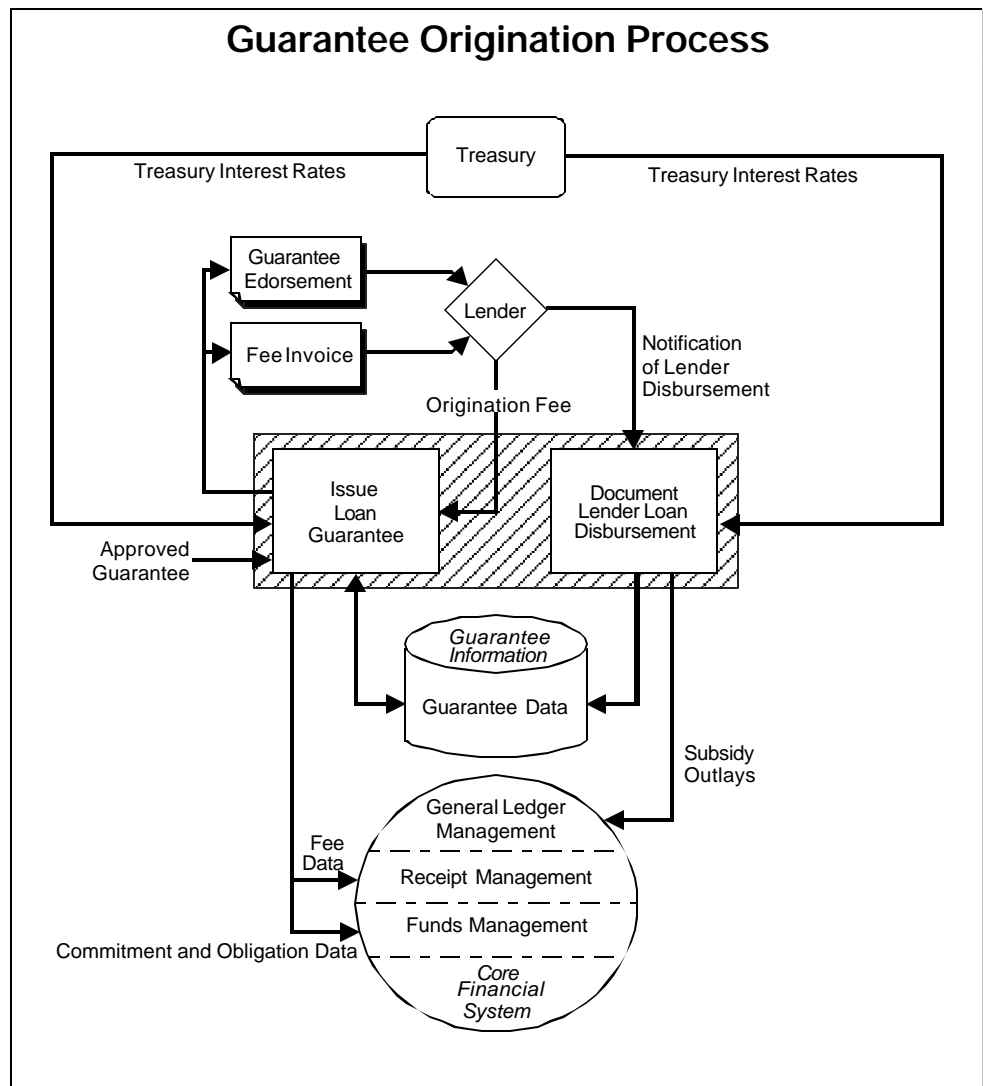 Guarantee Origination Process
Treasury
Treasury Interest Rates
Treasury Interest Rates
Guarantee
Edorsement
Lender
Fee Invoice
Notification
of Lender
Disbursement
Origination Fee
Issue
Loan
Guarantee
Document
Lender Loan
Disbursement
Approved
Guarantee
Guarantee
Information
Guarantee Data
Subsidy
Outlays
General Ledger
Management
Fee
Data
Receipt Management
Funds Management
Commitment and Obligation Data
Core
Financial
System